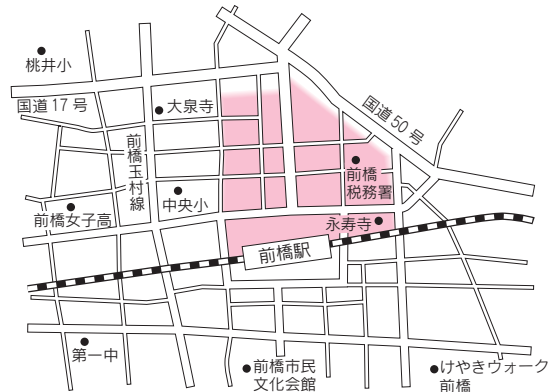 桃井小
国道17号
大泉寺
国道50号
前橋玉村線
前橋
税務署
中央小
前橋女子高
永寿寺
前橋駅
第一中
前橋市民
文化会館
けやきウォーク
前橋